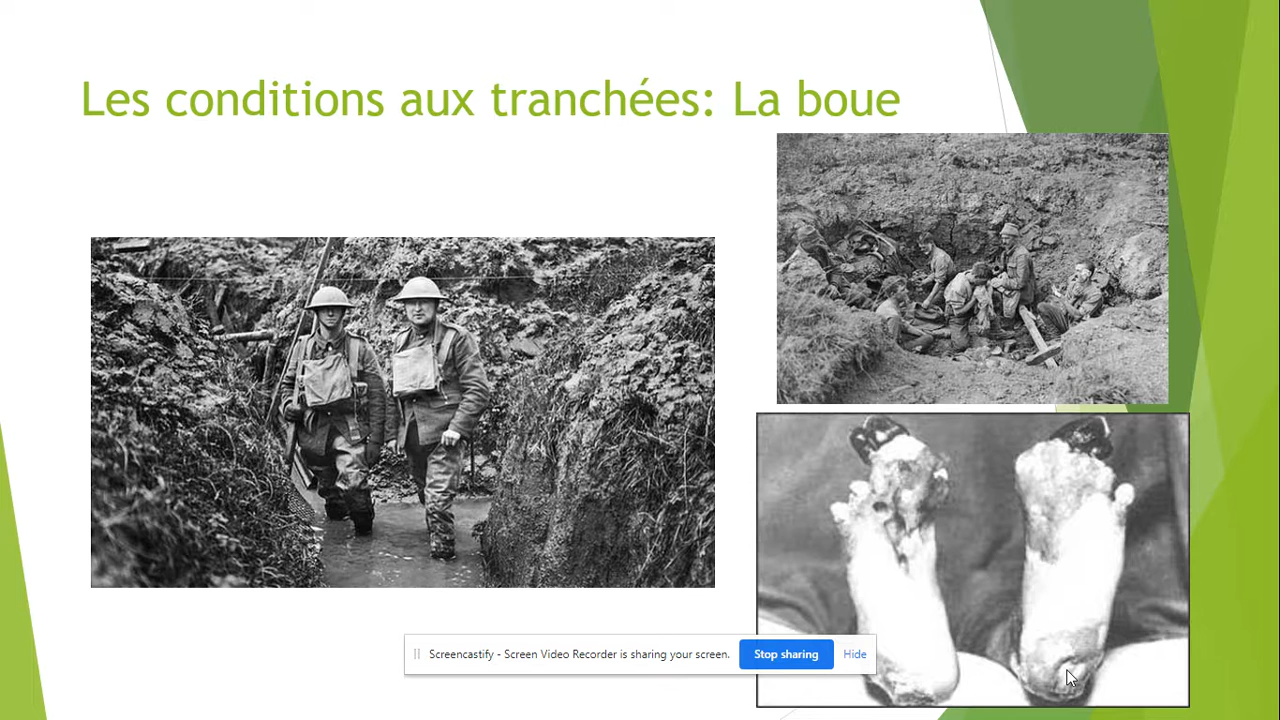 Les conditions aux tranchées: La boue
Screencastify - Screen Video Recorder is sharing your screen. Stop sharing Hide